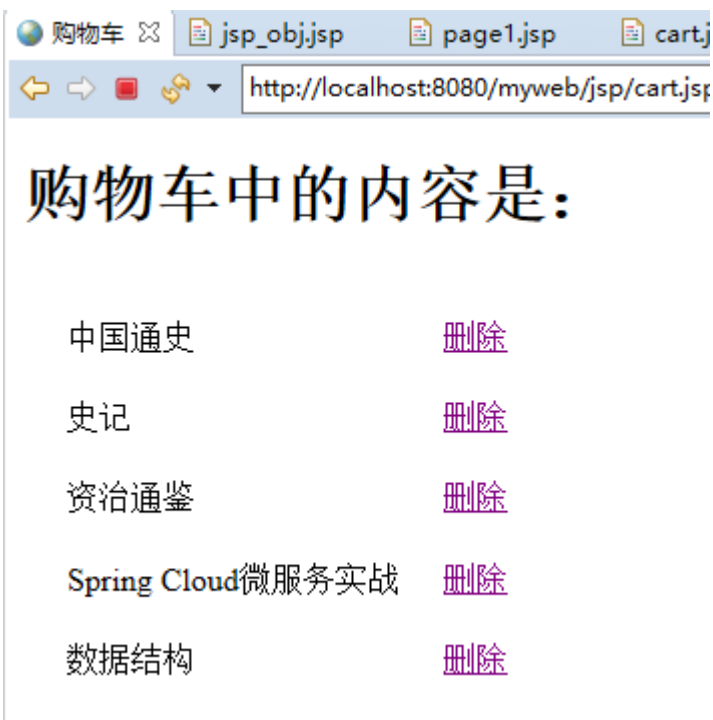 购物车 jsp_obj.jsp page1.jsp cart.j
http://localhost:8080/myweb/jsp/cart.jsp
购物车中的内容是：
中国通史 删除
史记 删除
资治通鉴 删除
Spring Cloud微服务实战 删除
数据结构 删除